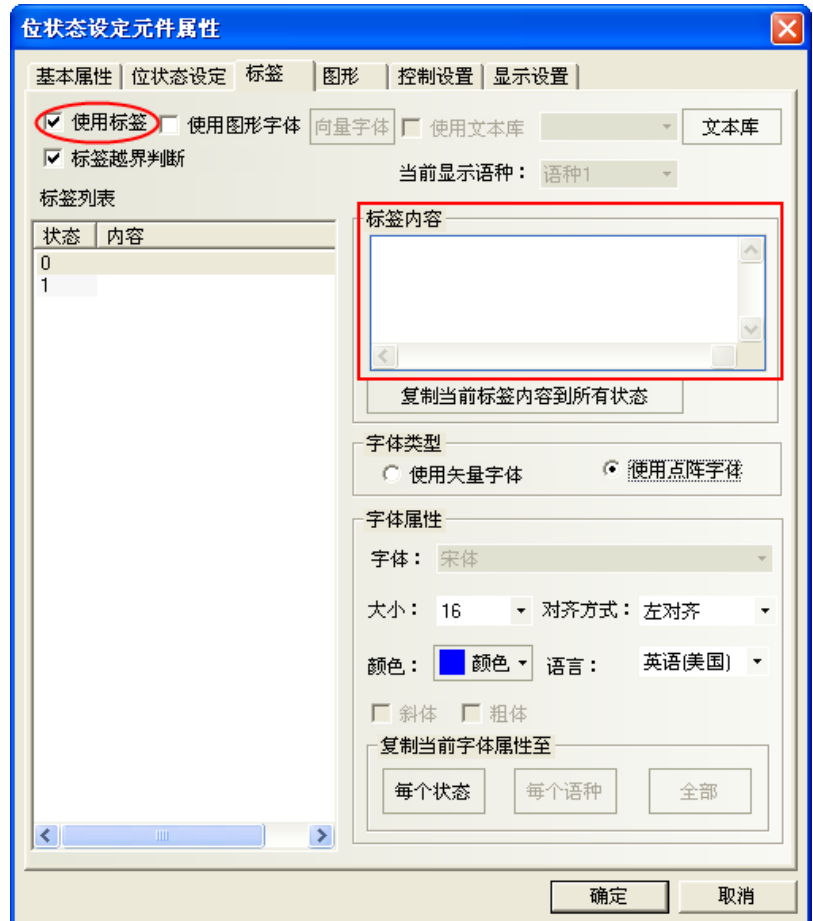 位状态设定元件属性
基本属性 位状态设定 标签 图形 控制设置 显示设置
使用标签 使用图形字体 向量字体 使用文本库 文本库
标签越界判断
当前显示语种： 语种1
标签列表
状态 内容
0
1
标签内容
复制当前标签内容到所有状态
字体类型
使用矢量字体 使用点阵字体
字体属性
字体： 宋体
大小： 16 对齐方式： 左对齐
颜色： 颜色 语言： 英语(美国)
斜体 粗体
复制当前字体属性至
每个状态 每个语种 全部
确定 取消